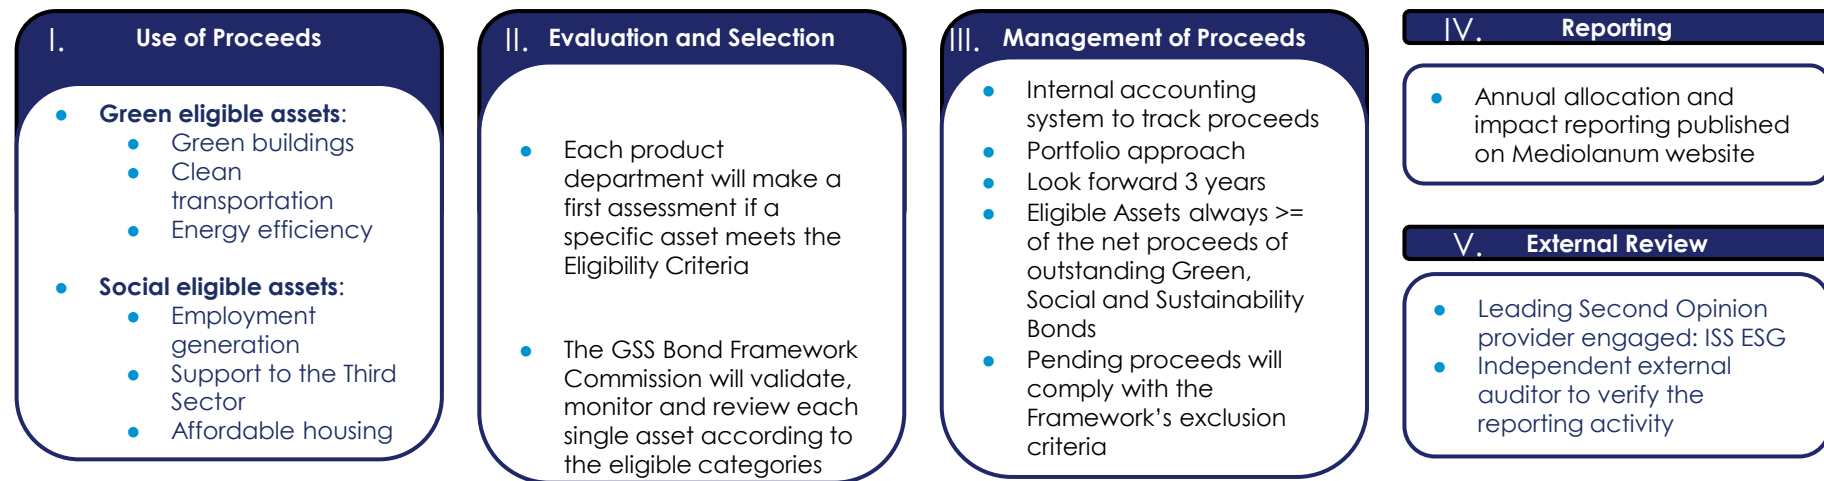 I. Use of Proceeds
● Green eligible assets:
● Green buildings
● Clean
transportation
● Energy efficiency
● Social eligible assets:
● Employment
generation
● Support to the Third
Sector
● Affordable housing
II. Evaluation and Selection
● Each product
department will make a
first assessment if a
specific asset meets the
Eligibility Criteria
● The GSS Bond Framework
Commission will validate,
monitor and review each
single asset according to
the eligible categories
III. Management of Proceeds
● Internal accounting
system to track proceeds
● Portfolio approach
● Look forward 3 years
● Eligible Assets always >=
of the net proceeds of
outstanding Green,
Social and Sustainability
Bonds
● Pending proceeds will
comply with the
Framework’s exclusion
criteria
IV. Reporting
● Annual allocation and
impact reporting published
on Mediolanum website
V. External Review
● Leading Second Opinion
provider engaged: ISS ESG
● Independent external
auditor to verify the
reporting activity